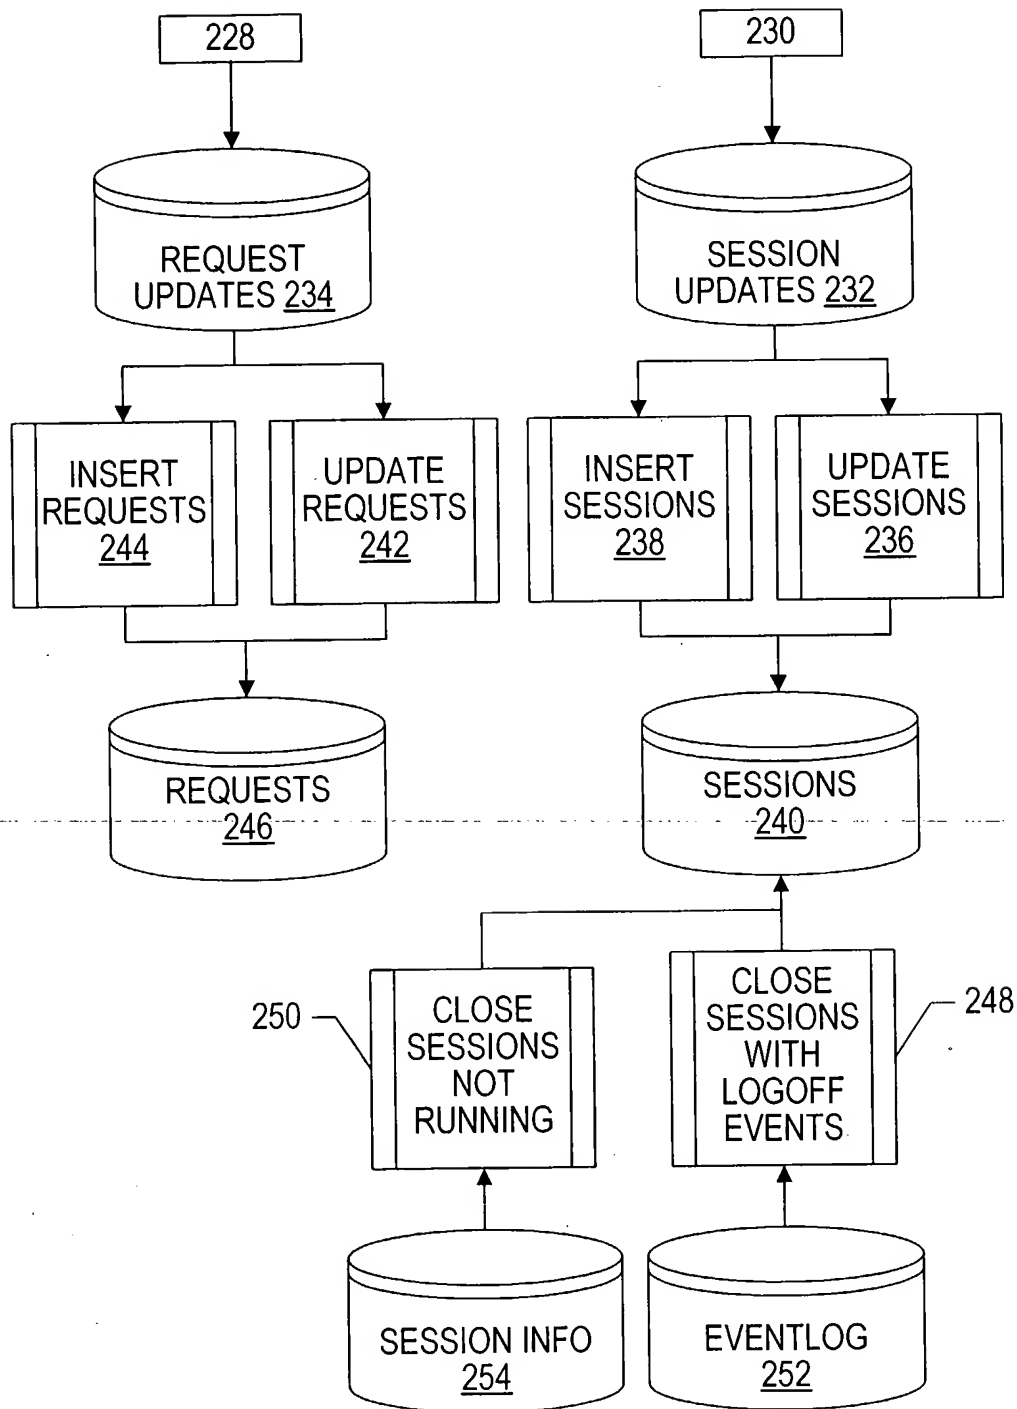 228
230
REQUEST
UPDATES 234
SESSION
UPDATES 232
INSERT
REQUESTS
244
UPDATE
REQUESTS
242
INSERT
SESSIONS
238
UPDATE
SESSIONS
236
REQUESTS
246
SESSIONS
240
250
CLOSE
SESSIONS
NOT
RUNNING
CLOSE
SESSIONS
WITH
LOGOFF
EVENTS
248
SESSION INFO
254
EVENTLOG
252